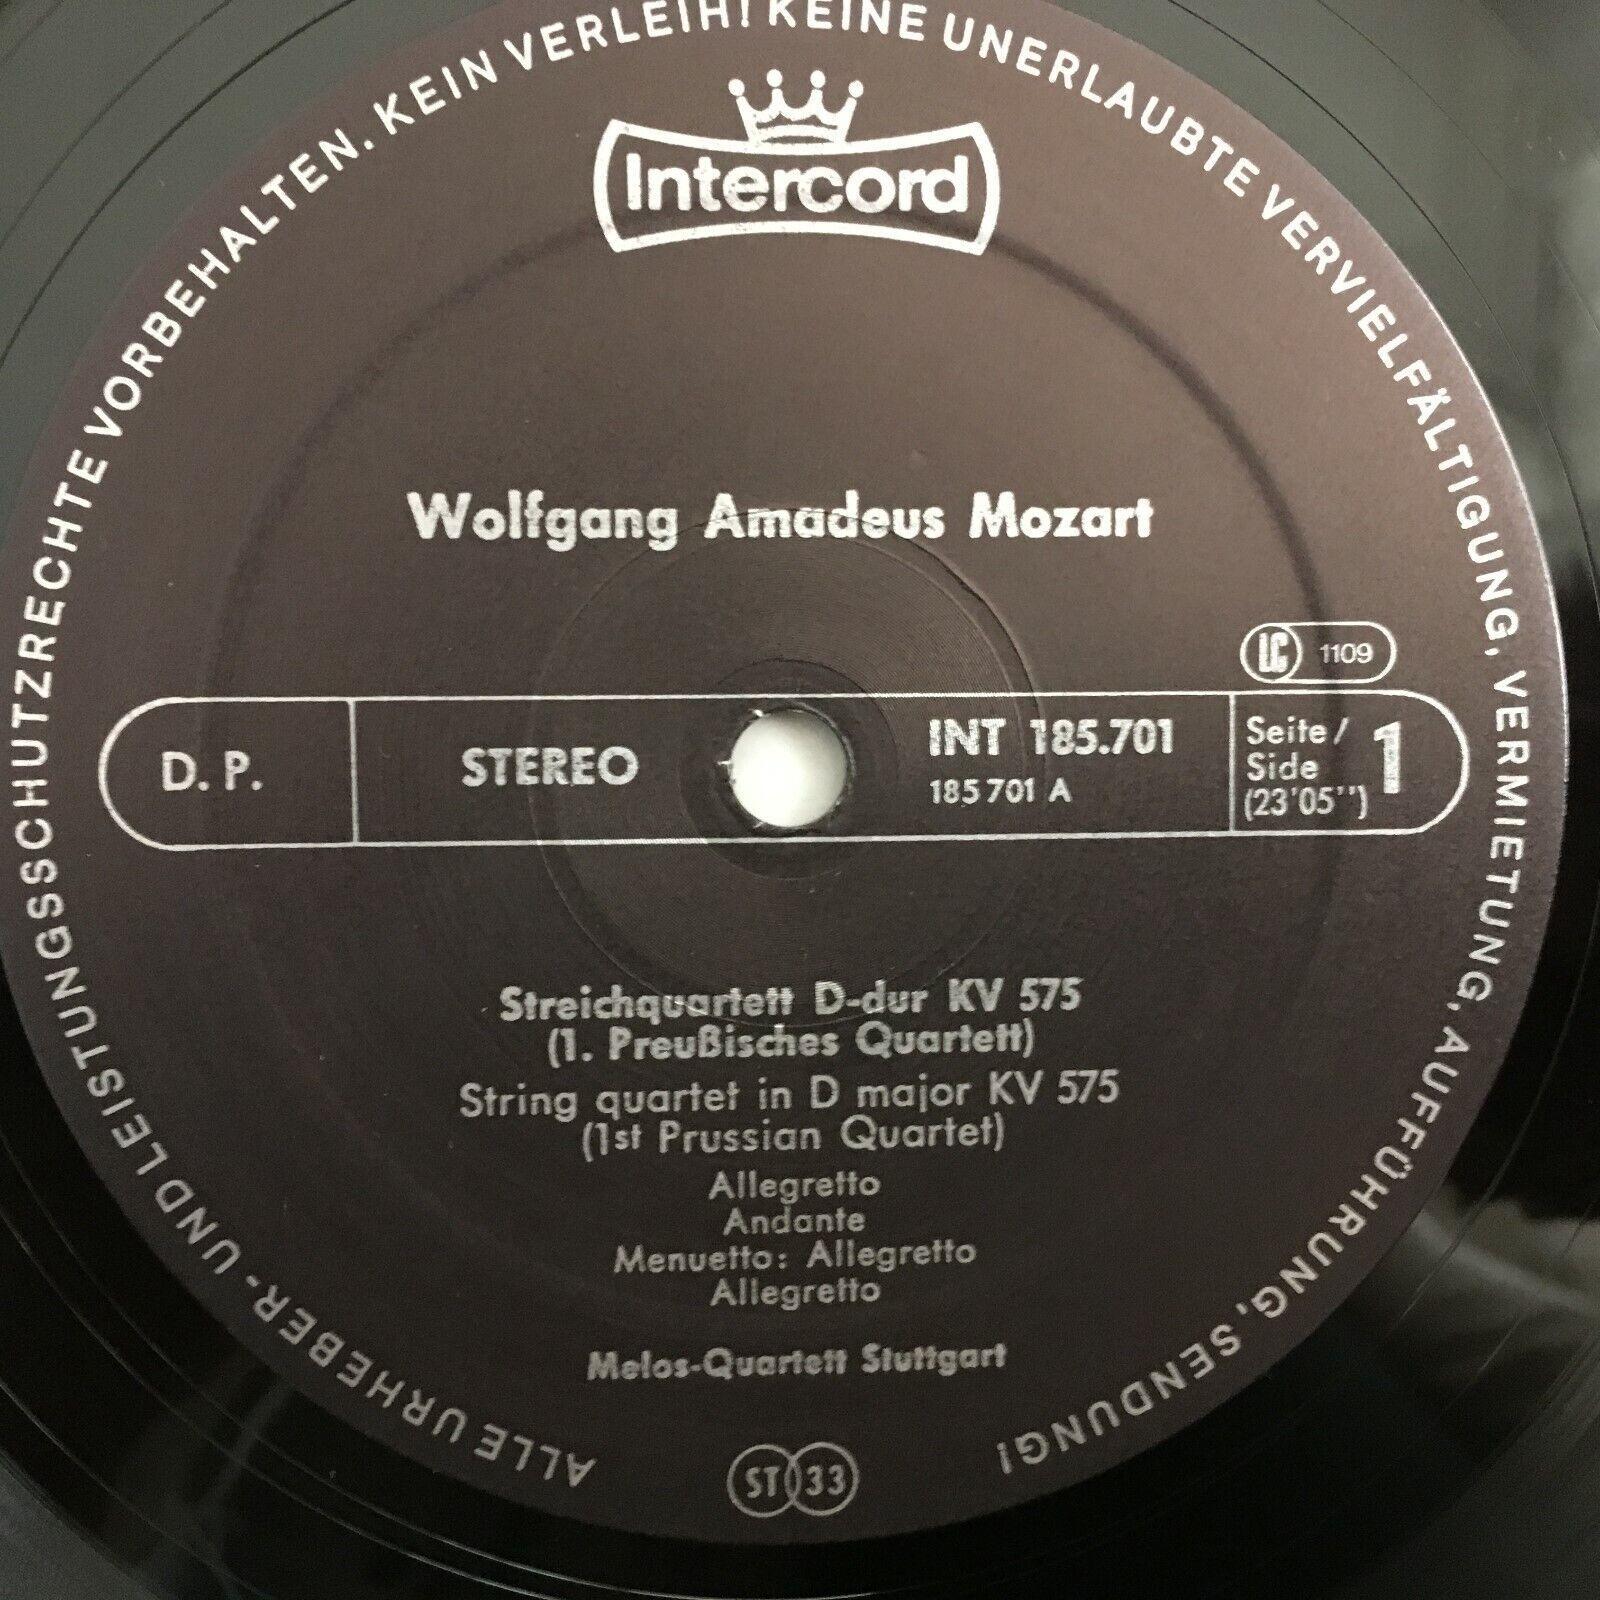 ALLE URHEBER- UND LEISTUNGSSCHUTZRECHTE VORBEHALTEN. KEIN VERLEIH! KEINE UNERLAUBTE VERVIELFÄLTIGUNG, VERMIETUNG, AUFFÜHRUNG, SENDUNG!
Intercord
Wolfgang Amadeus Mozart
LC 1109
D. P.
STEREO
INT 185.701
185 701 A
Seite/
Side
(23'05'')
1
Streichquartett D-dur KV 575
(1. Preußisches Quartett)
String quartet in D major KV 575
(1st Prussian Quartet)
Allegretto
Andante
Menuetto: Allegretto
Allegretto
Melos-Quartett Stuttgart
ST 33